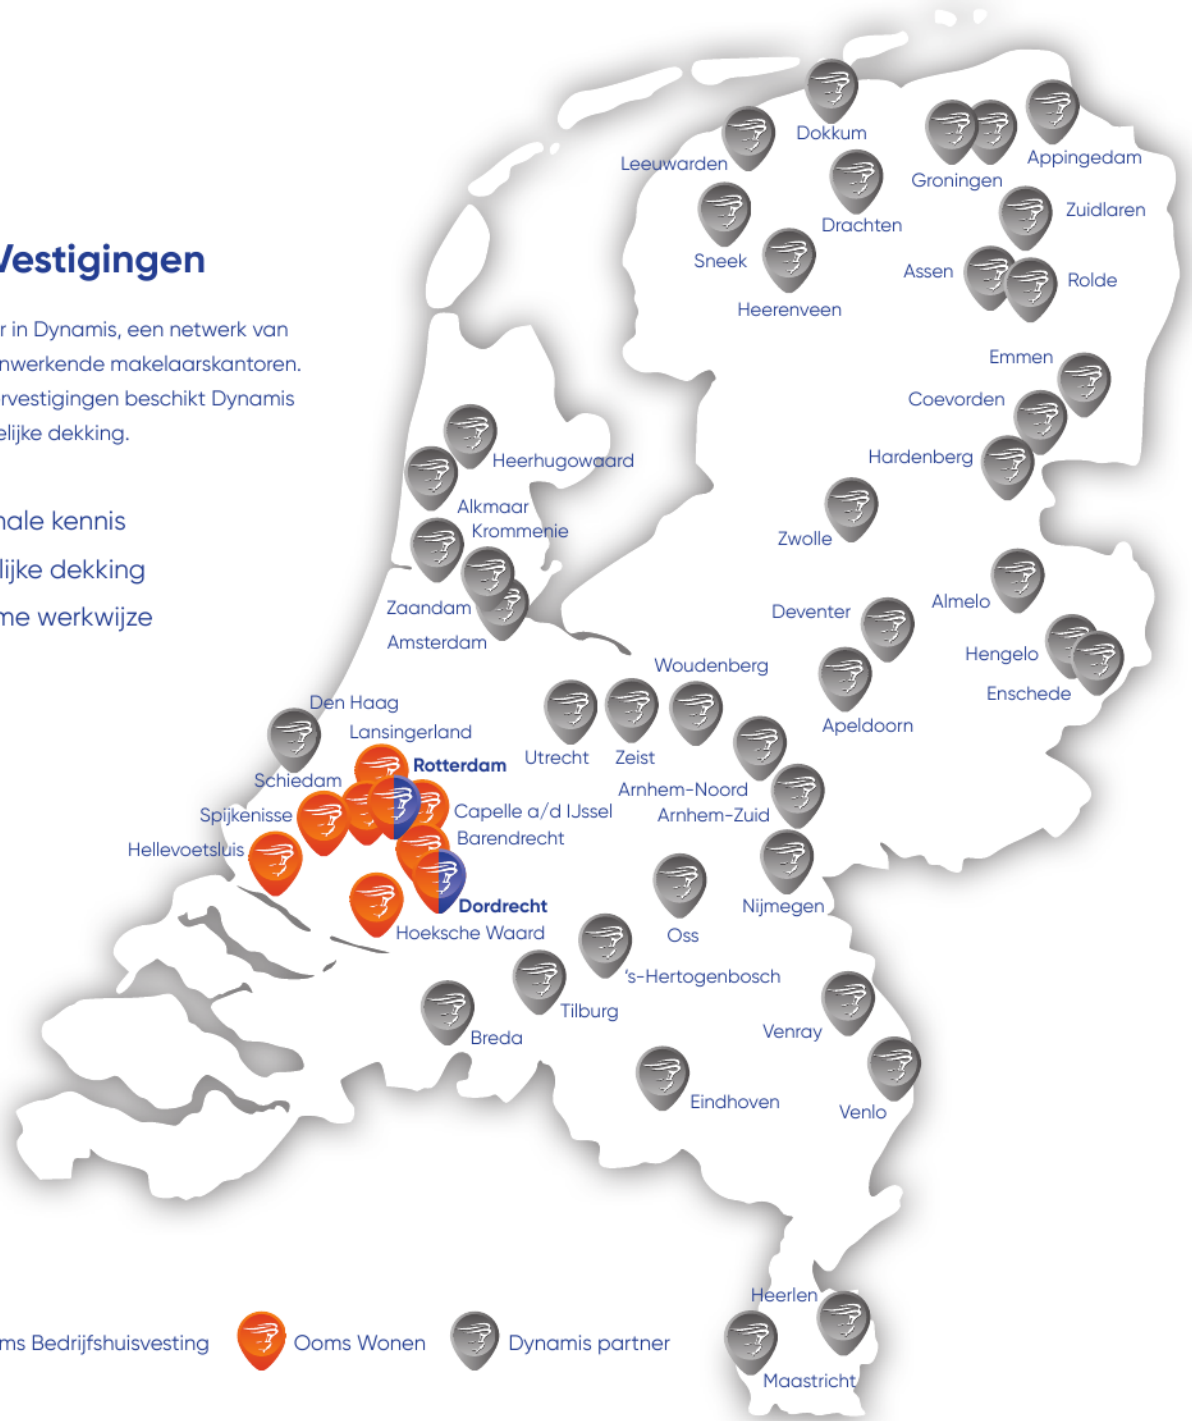 Vestigingen
r in Dynamis, een netwerk van
nwerkende makelaarskantoren.
rvestigingen beschikt Dynamis
elijke dekking.
nale kennis
lijke dekking
me werkwijze
Dokkum
Leeuwarden
Appingedam
Groningen
Zuidlaren
Drachten
Sneek
Assen
Rolde
Heerenveen
Emmen
Coevorden
Hardenberg
Heerhugowaard
Alkmaar
Krommenie
Zwolle
Zaandam
Almelo
Deventer
Amsterdam
Hengelo
Woudenberg
Enschede
Den Haag
Apeldoorn
Lansingerland
Utrecht
Zeist
Rotterdam
Schiedam
Arnhem-Noord
Spijkenisse
Capelle a/d IJssel
Arnhem-Zuid
Barendrecht
Hellevoetsluis
Dordrecht
Nijmegen
Hoeksche Waard
Oss
's-Hertogenbosch
Tilburg
Venray
Breda
Eindhoven
Venlo
Heerlen
ms Bedrijfshuisvesting
Ooms Wonen
Dynamis partner
Maastricht